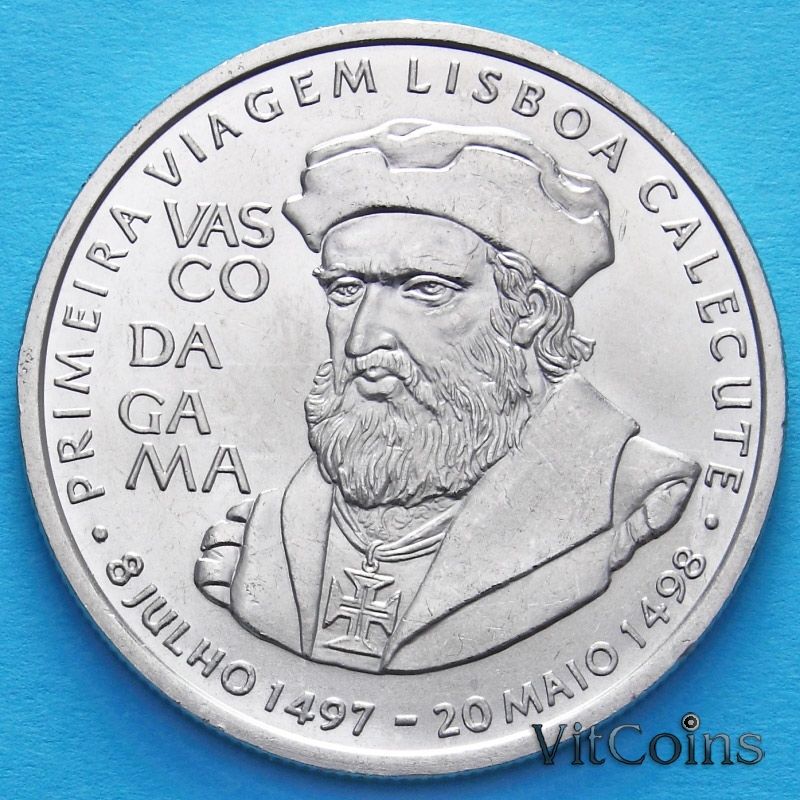 PRIMEIRA VIAGEM LISBOA CALECUTE
VAS
CO
DA
GA
MA
8 JULHO 1497 – 20 MAIO 1498
VitCoins